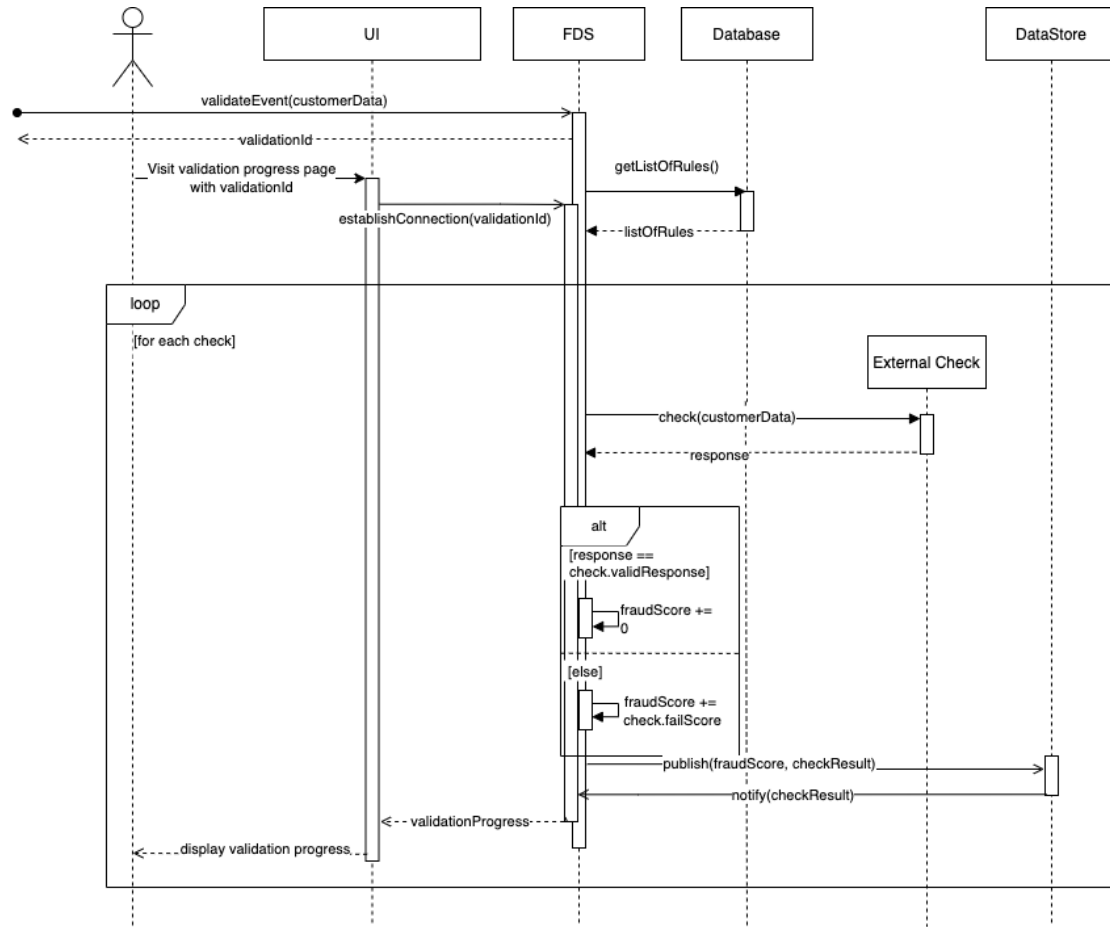 UI
FDS
Database
DataStore
validateEvent(customerData)
validationId
Visit validation progress page
with validationId
getListOfRules()
establishConnection(validationId)
listOfRules
loop
[for each check]
External Check
check(customerData)
response
alt
[response ==
check.validResponse]
fraudScore +=
0
[else]
fraudScore +=
check.failScore
publish(fraudScore, checkResult)
notify(checkResult)
validationProgress
display validation progress